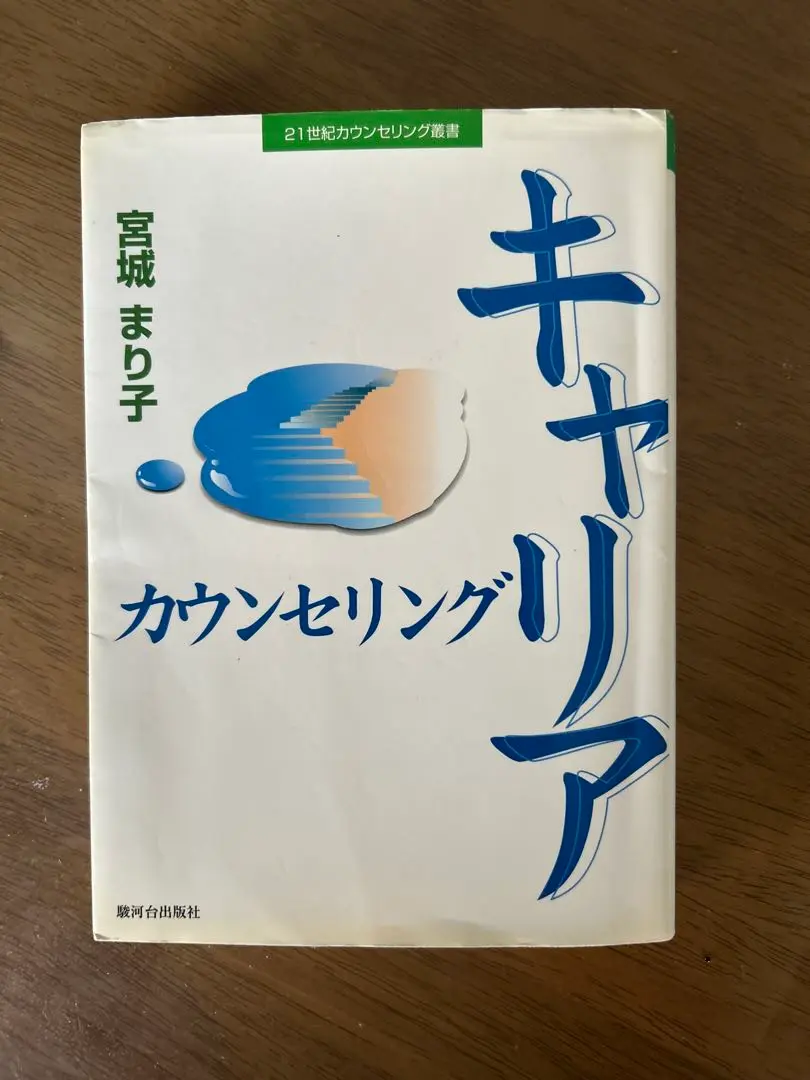 21世紀カウンセリング叢書
キャリア
カウンセリング
宮城 まり子
駿河台出版社